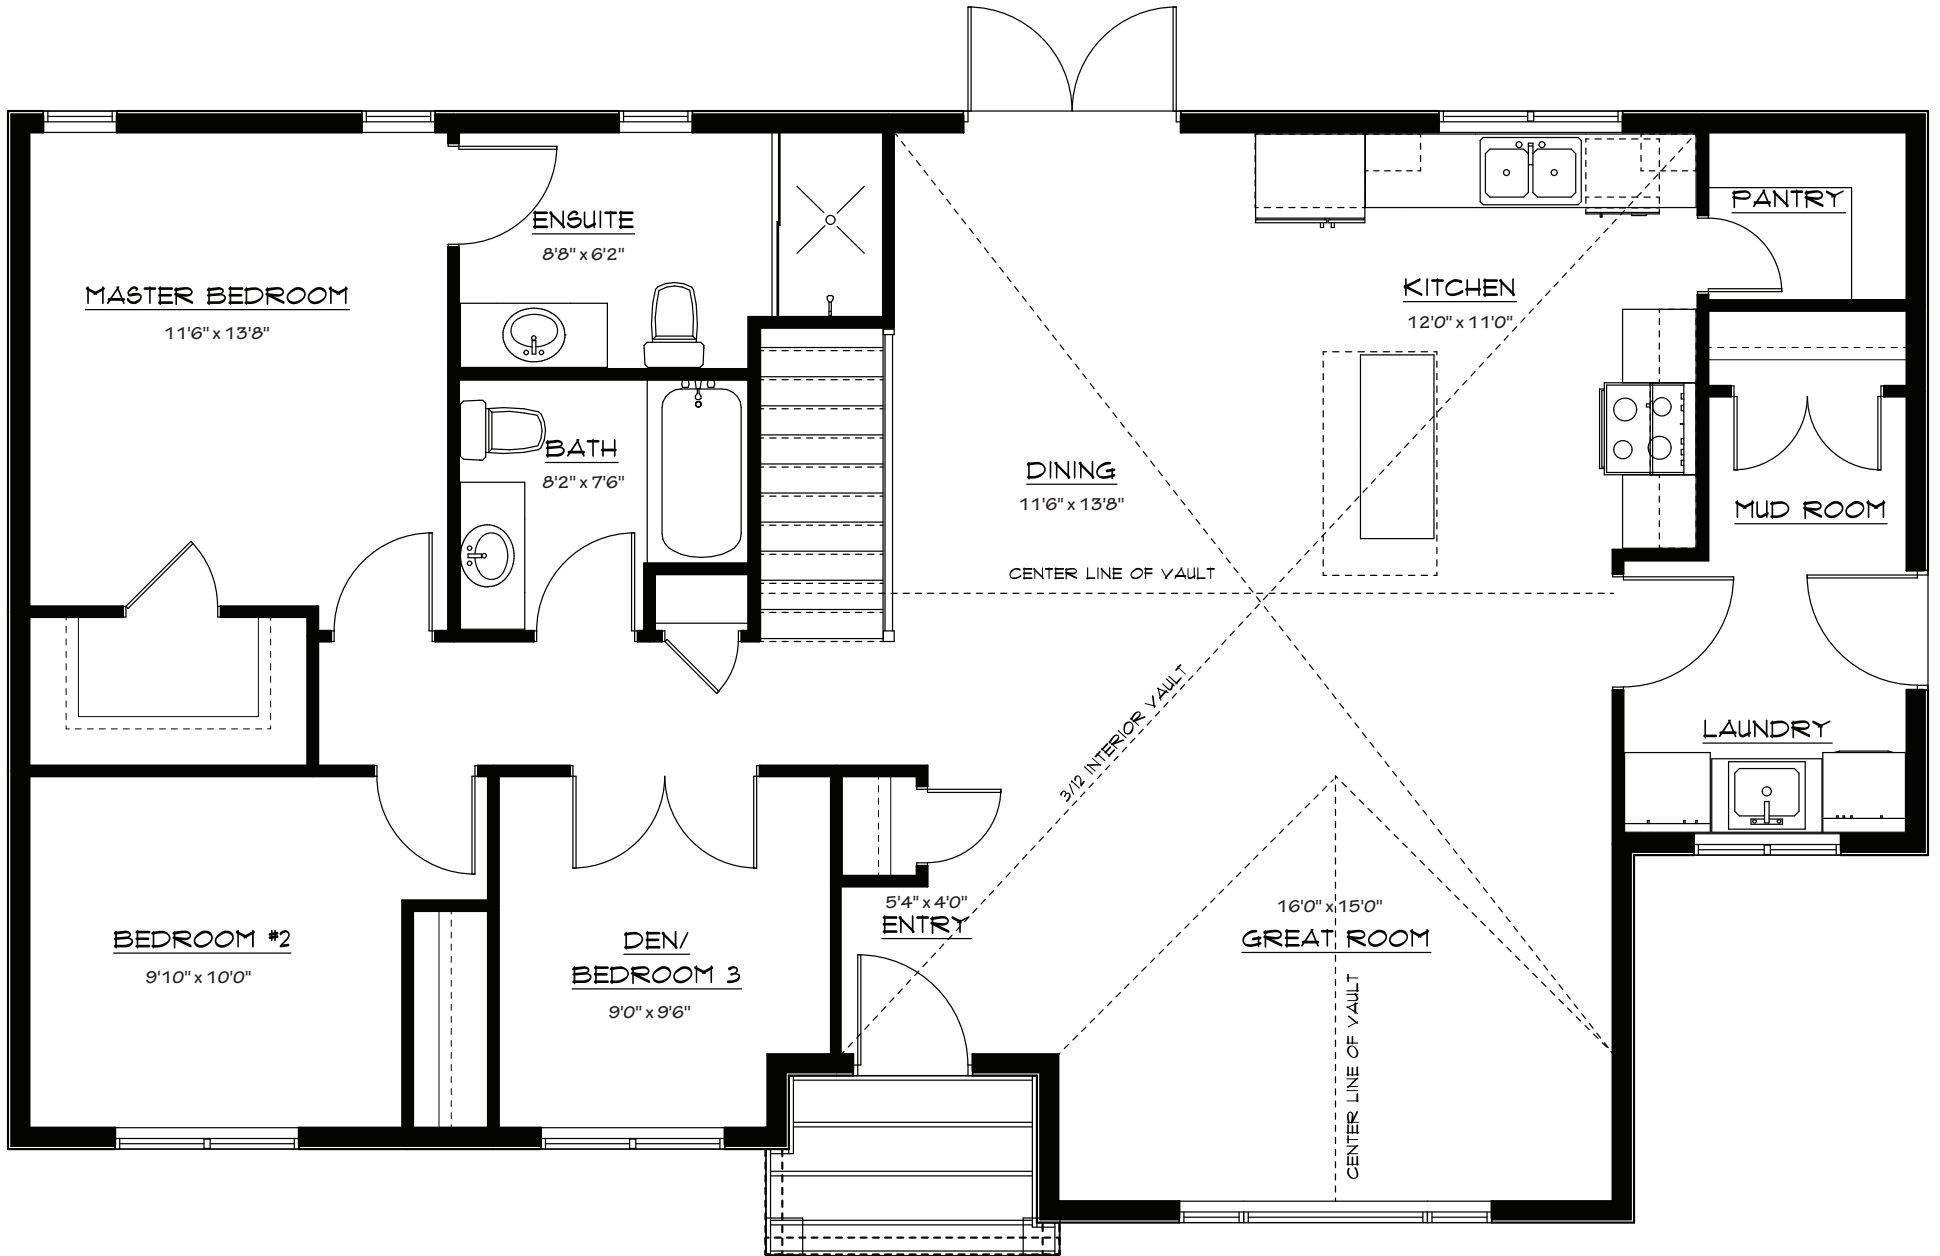 PANTRY
ENSUITE
8'8" x 6'2"
MASTER BEDROOM
11'6" x 13'8"
KITCHEN
12'0" x 11'0"
BATH
8'2" x 7'6"
DINING
11'6" x 13'8"
MUD ROOM
CENTER LINE OF VAULT
3/12 INTERIOR VAULT
LAUNDRY
5'4" x 4'0"
ENTRY
16'0" x 15'0"
GREAT ROOM
BEDROOM #2
9'10" x 10'0"
DEN/
BEDROOM 3
9'0" x 9'6"
CENTER LINE OF VAULT